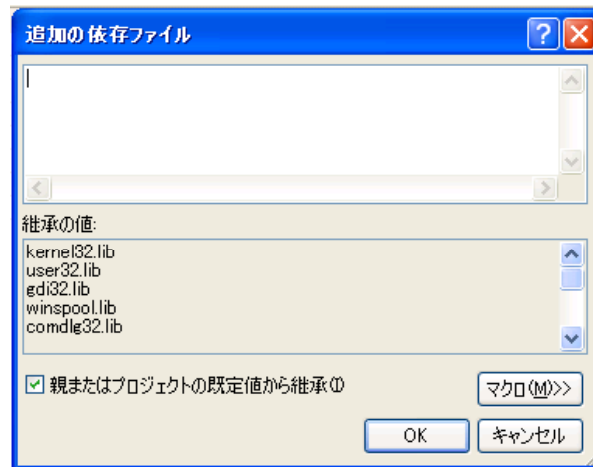 追加の依存ファイル
継承の値:
kernel32.lib
user32.lib
gdi32.lib
winspool.lib
comdlg32.lib
親またはプロジェクトの既定値から継承(I)
マクロ(M)>>
OK
キャンセル